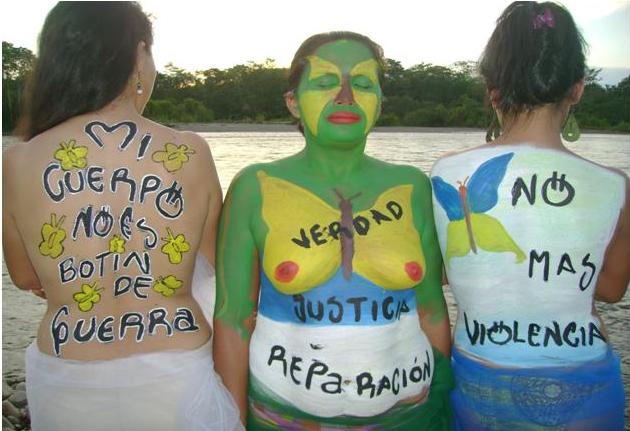 MI
CUERPO
NO ES
BOTIN
DE
GUERRA
VERDAD
JUSTICIA
REPARACIÓN
NO
MAS
VIOLENCIA